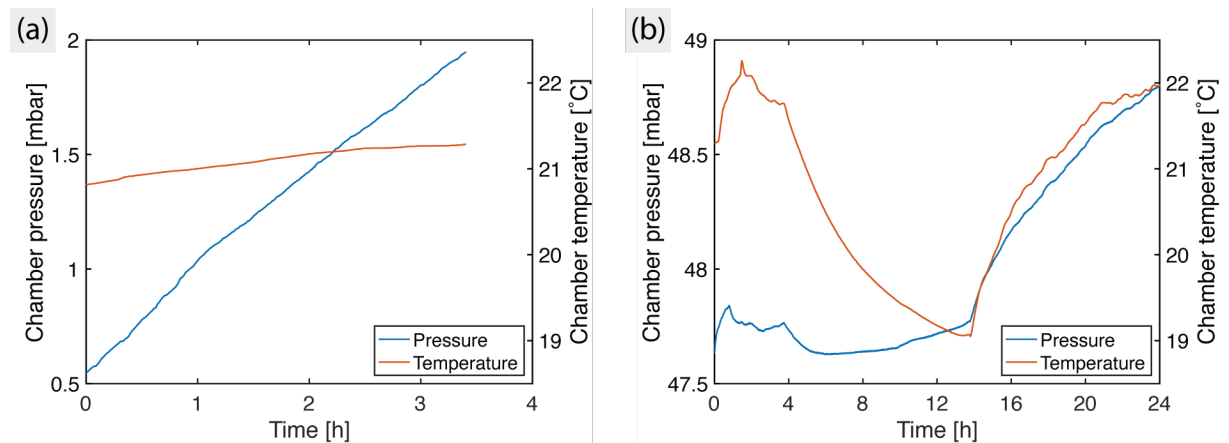 (a)
2
1.5
1
0.5
Chamber pressure [mbar]
22
21
20
19
Chamber temperature [˚C]
Pressure
Temperature
0 1 2 3 4
Time [h]
(b)
49
48.5
48
47.5
Chamber pressure [mbar]
22
21
20
19
Chamber temperature [˚C]
Pressure
Temperature
0 4 8 12 16 20 24
Time [h]